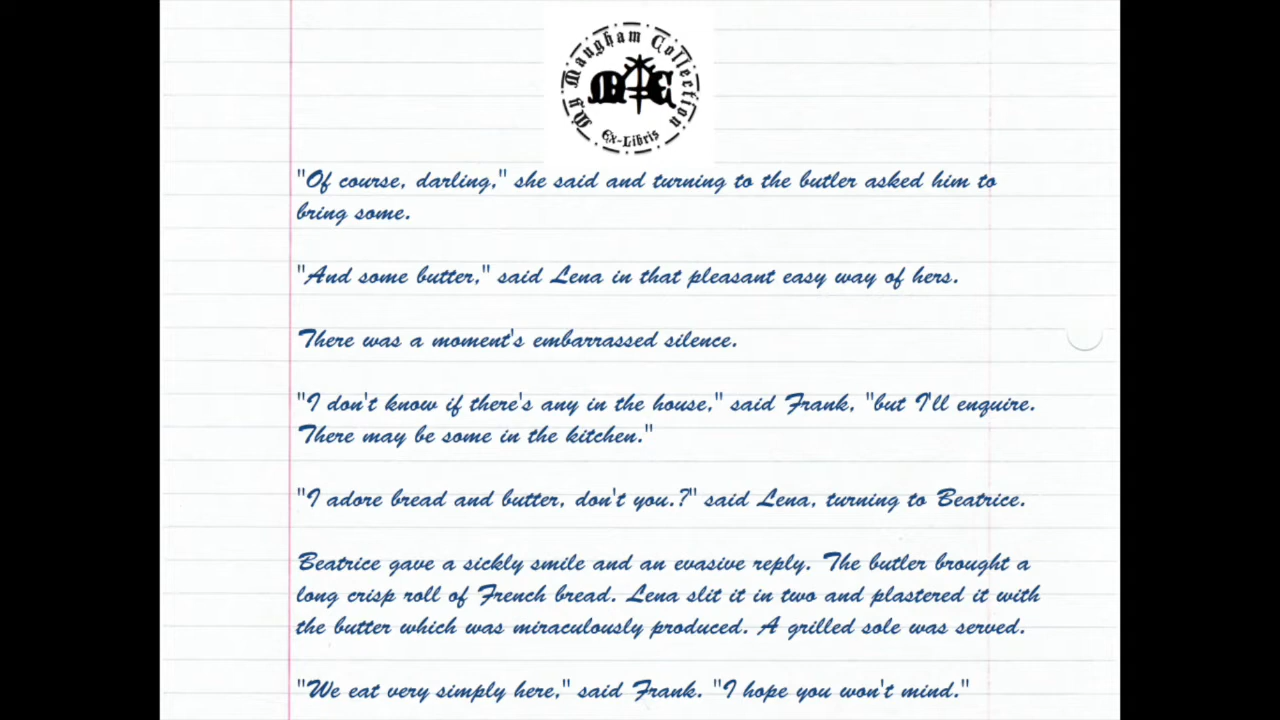 My Maugham Collection
MC
Ex-Libris
"Of course, darling," she said and turning to the butler asked him to
bring some.
"And some butter," said Lena in that pleasant easy way of hers.
There was a moment's embarrassed silence.
"I don't know if there's any in the house," said Frank, "but I'll enquire.
There may be some in the kitchen."
"I adore bread and butter, don't you.?" said Lena, turning to Beatrice.
Beatrice gave a sickly smile and an evasive reply. The butler brought a
long crisp roll of French bread. Lena slit it in two and plastered it with
the butter which was miraculously produced. A grilled sole was served.
"We eat very simply here," said Frank. "I hope you won't mind."